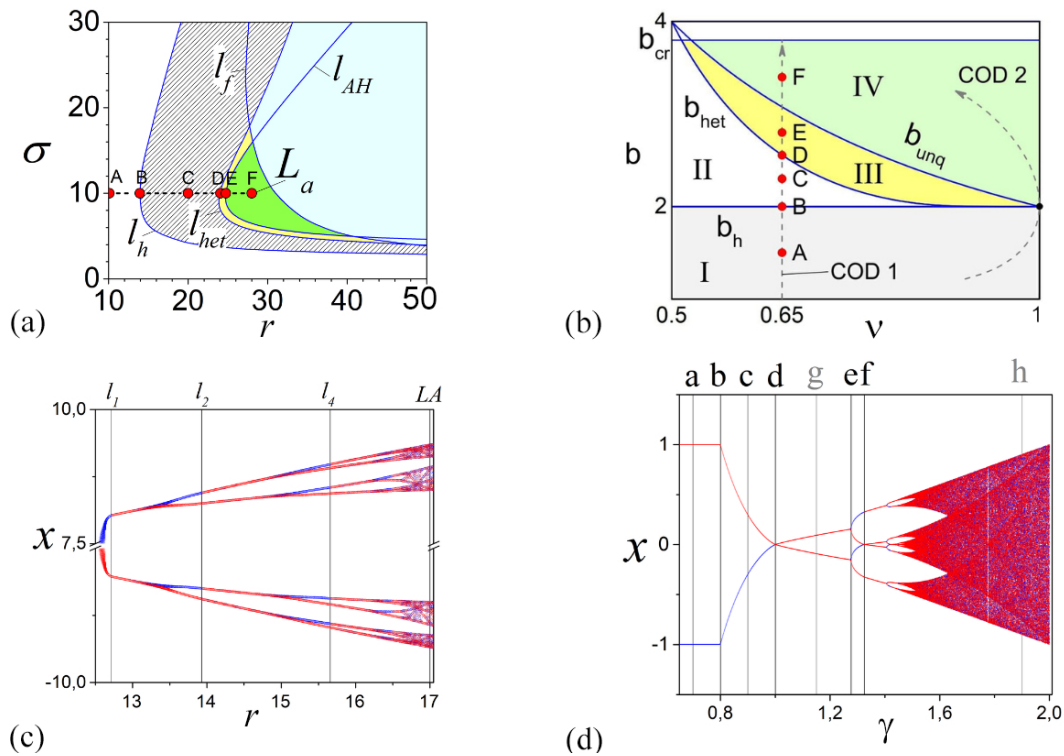 30
20
σ
10
0
A B C D E F
l_f
l_AH
L_a
l_h
l_het
10 20 30 40 50
r
(a)
4
b_cr
b
2
b_het
b_unq
b_h
I
II
III
IV
F
E
D
C
B
A
COD 2
COD 1
0.5 0.65 1
ν
(b)
l_1 l_2 l_4 LA
10,0
x
7,5
-10,0
13 14 15 16 17
r
(c)
a b c d g e f h
1
x
0
-1
0,8 1,2 1,6 2,0
γ
(d)